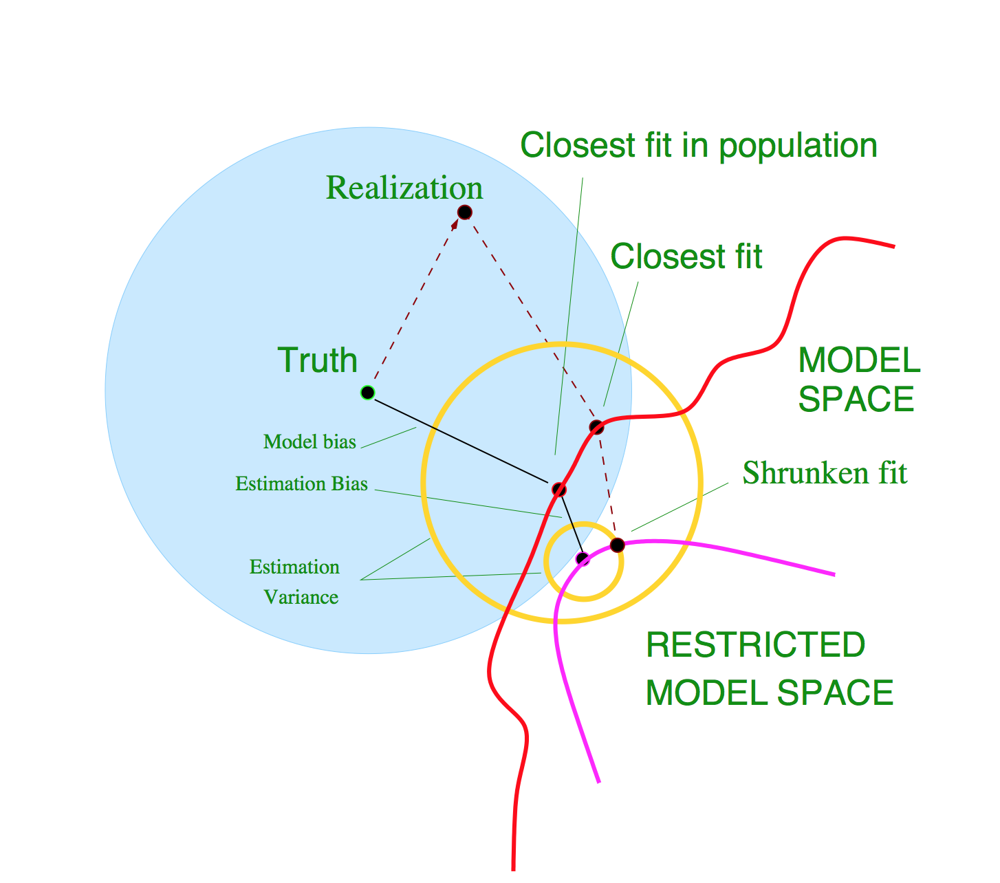 Closest fit in population
Realization
Closest fit
Truth
MODEL
SPACE
Model bias
Shrunken fit
Estimation Bias
Estimation
Variance
RESTRICTED
MODEL SPACE